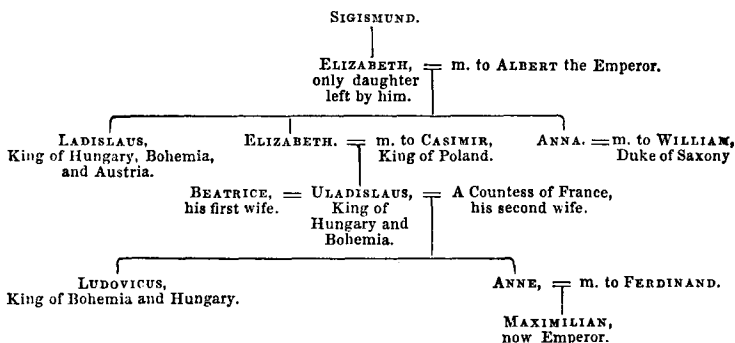 SIGISMUND.
ELIZABETH, = m. to ALBERT the Emperor.
only daughter
left by him.
LADISLAUS,
King of Hungary, Bohemia,
and Austria.
ELIZABETH. = m. to CASIMIR,
King of Poland.
ANNA. = m. to WILLIAM,
Duke of Saxony
BEATRICE,
his first wife.
= ULADISLAUS, =
King of
Hungary and
Bohemia.
A Countess of France,
his second wife.
LUDOVICUS,
King of Bohemia and Hungary.
ANNE, = m. to FERDINAND.
MAXIMILIAN,
now Emperor.